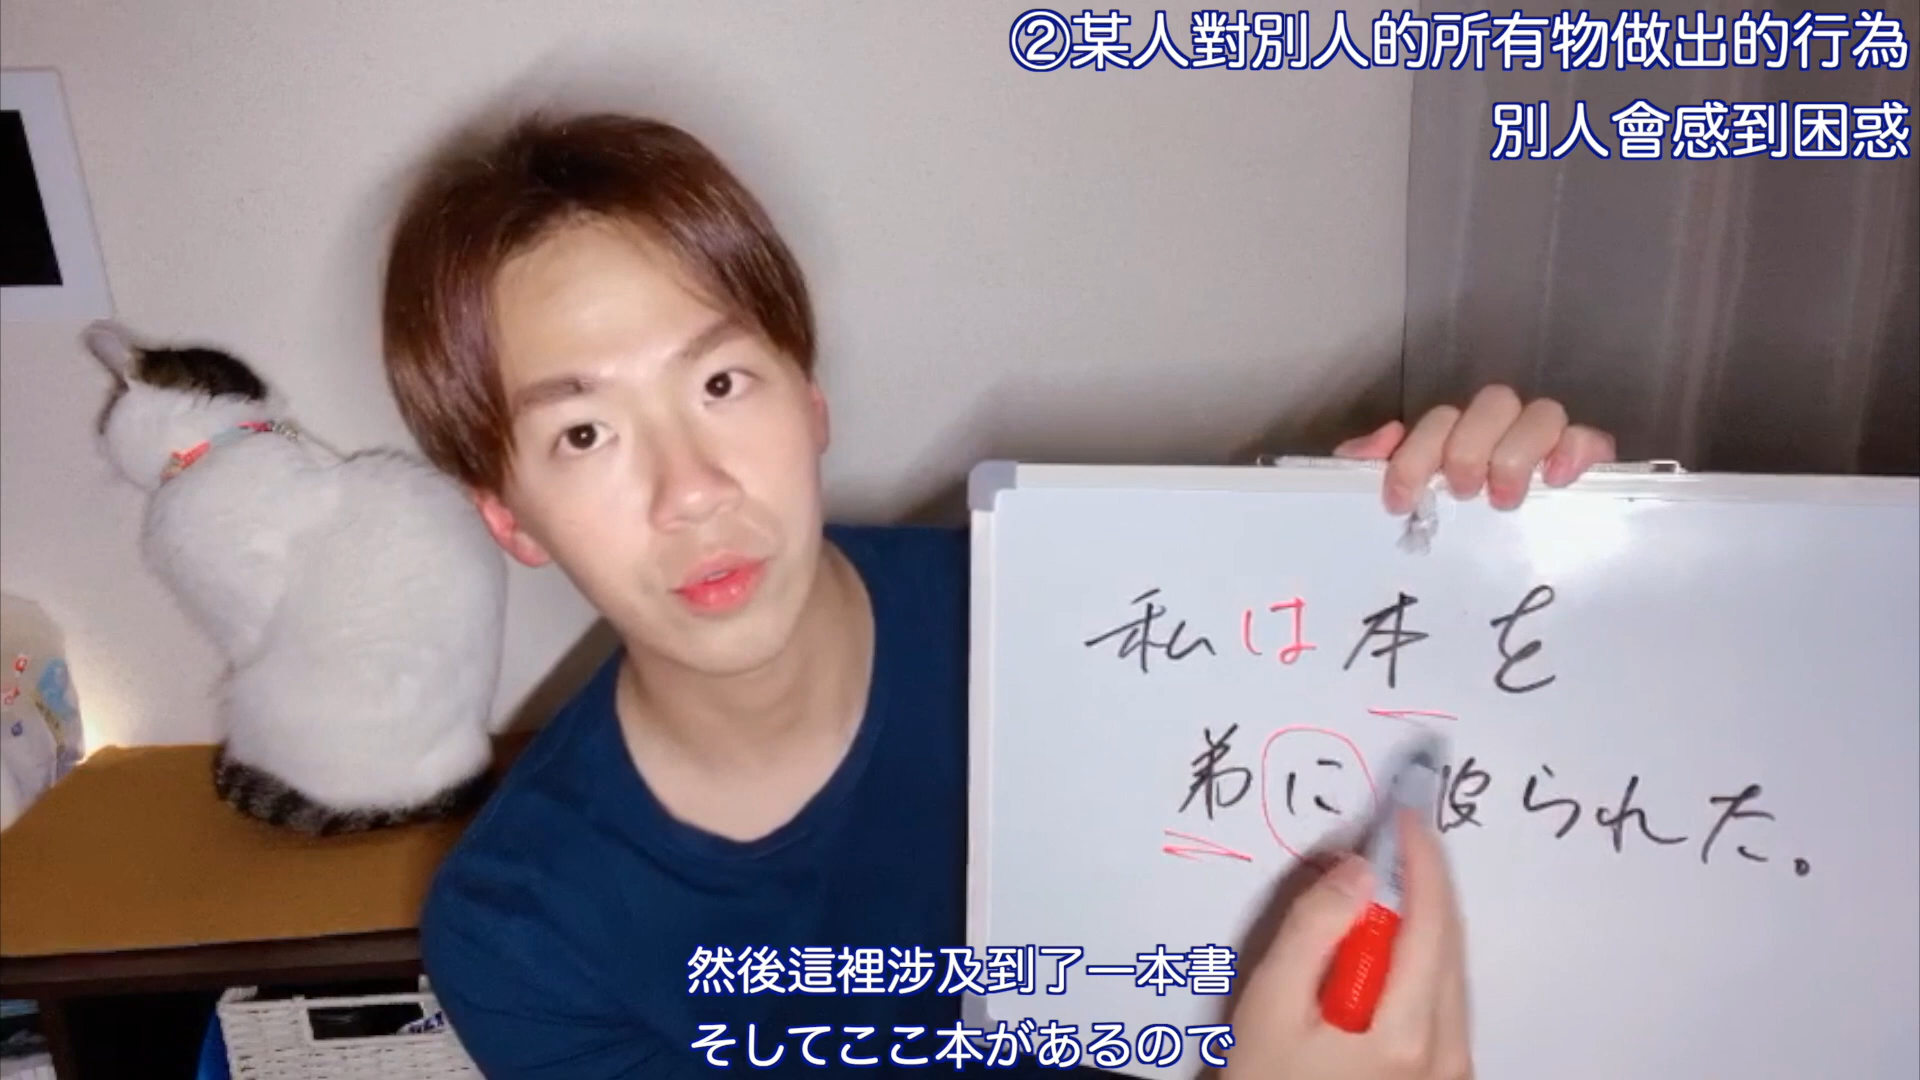 ②某人對別人的所有物做出的行為
別人會感到困惑
私は本を
弟に破られた。
然後這裡涉及到了一本書
そしてここ本があるので